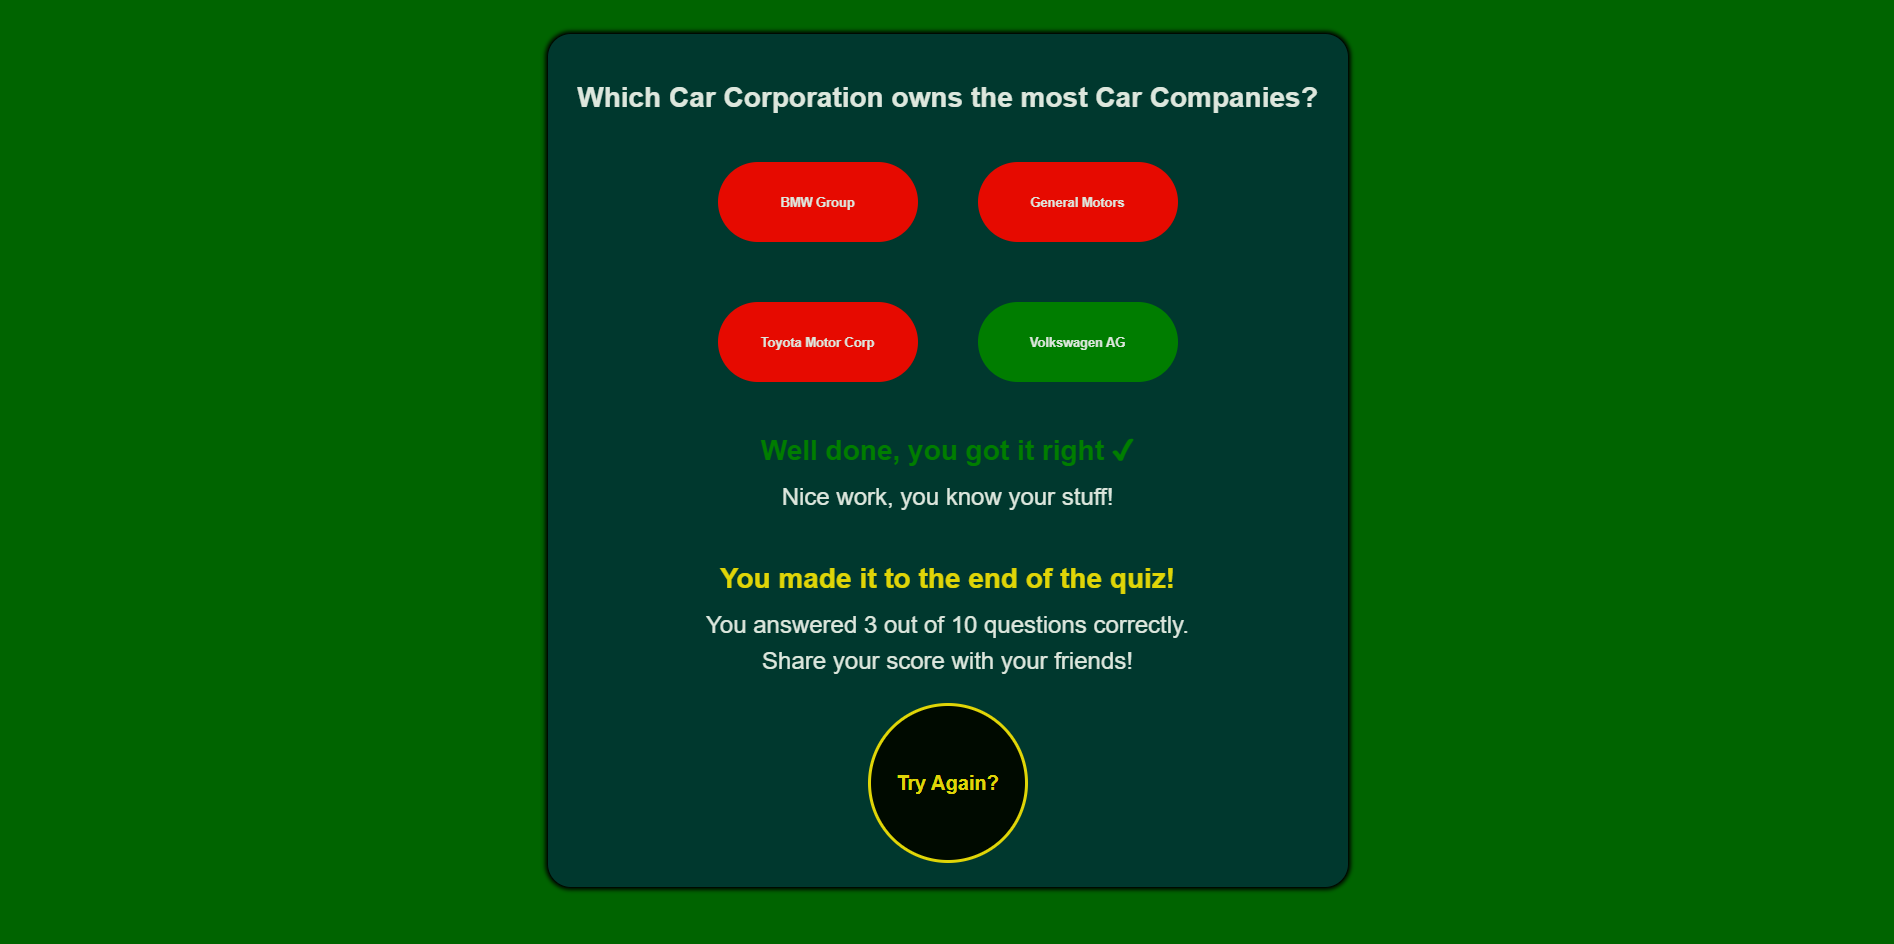 Which Car Corporation owns the most Car Companies?
BMW Group
General Motors
Toyota Motor Corp
Volkswagen AG
Well done, you got it right ✓
Nice work, you know your stuff!
You made it to the end of the quiz!
You answered 3 out of 10 questions correctly.
Share your score with your friends!
Try Again?